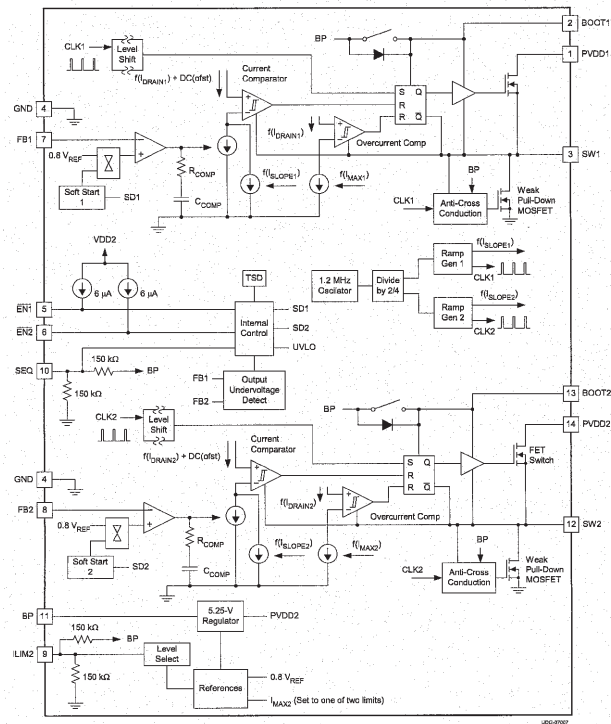 BP
2 BOOT1
CLK1
Level Shift
Current Comparator
1 PVDD1
f(IDRAIN1) + DC(ofst)
S Q
R
R Q̅
f(IDRAIN1)
Overcurrent Comp
GND 4
FB1 7
0.8 VREF
RCOMP
CCOMP
Soft Start 1
SD1
f(ISLOPE1)
f(IMAX1)
3 SW1
BP
CLK1
Anti-Cross Conduction
Weak Pull-Down MOSFET
VDD2
6 µA
6 µA
E̅N̅1̅ 5
E̅N̅2̅ 6
TSD
Internal Control
SD1
SD2
UVLO
1.2 MHz Oscilator
Divide by 2/4
Ramp Gen 1
f(ISLOPE1)
CLK1
Ramp Gen 2
f(ISLOPE2)
CLK2
SEQ 10
150 kΩ
BP
150 kΩ
FB1
FB2
Output Undervoltage Detect
BP
13 BOOT2
14 PVDD2
CLK2
Level Shift
Current Comparator
FET Switch
f(IDRAIN2) + DC(ofst)
S Q
R
R Q̅
f(IDRAIN2)
Overcurrent Comp
GND 4
FB2 8
0.8 VREF
RCOMP
CCOMP
Soft Start 2
SD2
f(ISLOPE2)
f(IMAX2)
12 SW2
BP
CLK2
Anti-Cross Conduction
Weak Pull-Down MOSFET
BP 11
5.25-V Regulator
PVDD2
150 kΩ
BP
ILIM2 9
150 kΩ
Level Select
References
0.8 VREF
IMAX2 (Set to one of two limits)
UDG-07007